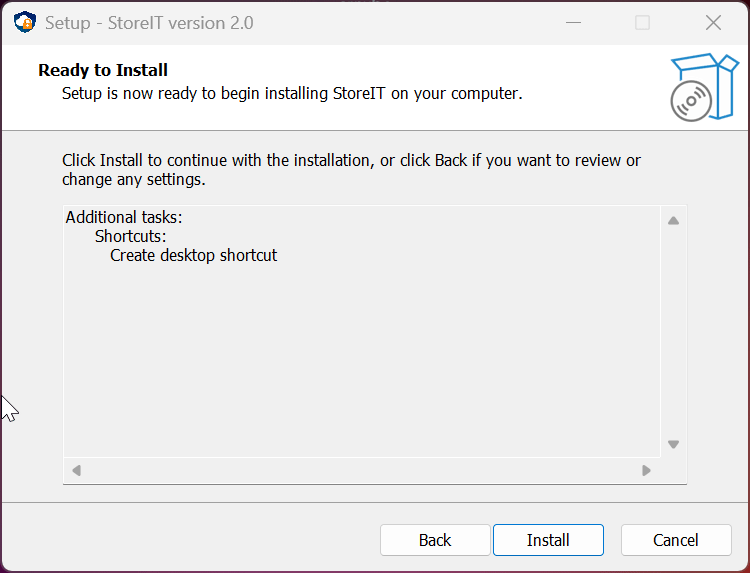 Setup - StoreIT version 2.0
Ready to Install
Setup is now ready to begin installing StoreIT on your computer.
Click Install to continue with the installation, or click Back if you want to review or
change any settings.
Additional tasks:
Shortcuts:
Create desktop shortcut
Back
Install
Cancel